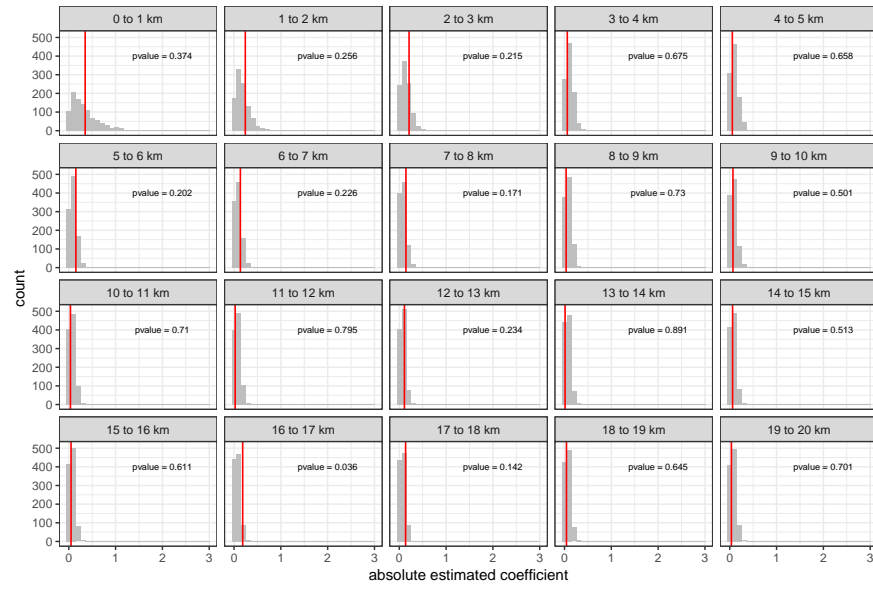 0 to 1 km 1 to 2 km 2 to 3 km 3 to 4 km 4 to 5 km
500
400
300
200
100
0
pvalue = 0.374 pvalue = 0.256 pvalue = 0.215 pvalue = 0.675 pvalue = 0.658
5 to 6 km 6 to 7 km 7 to 8 km 8 to 9 km 9 to 10 km
500
400
300
200
100
0
pvalue = 0.202 pvalue = 0.226 pvalue = 0.171 pvalue = 0.73 pvalue = 0.501
count
10 to 11 km 11 to 12 km 12 to 13 km 13 to 14 km 14 to 15 km
500
400
300
200
100
0
pvalue = 0.71 pvalue = 0.795 pvalue = 0.234 pvalue = 0.891 pvalue = 0.513
15 to 16 km 16 to 17 km 17 to 18 km 18 to 19 km 19 to 20 km
500
400
300
200
100
0
pvalue = 0.611 pvalue = 0.036 pvalue = 0.142 pvalue = 0.645 pvalue = 0.701
0 1 2 3 0 1 2 3 0 1 2 3 0 1 2 3 0 1 2 3
absolute estimated coefficient